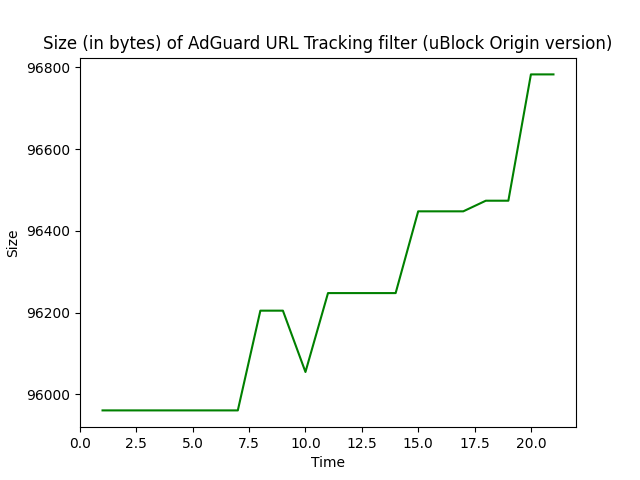 Size (in bytes) of AdGuard URL Tracking filter (uBlock Origin version)
96800
96600
96400
96200
96000
Size
0.0 2.5 5.0 7.5 10.0 12.5 15.0 17.5 20.0
Time